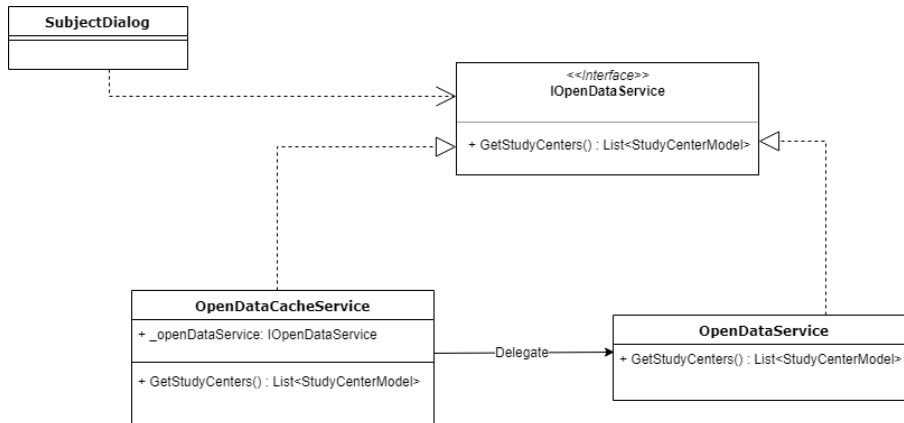 SubjectDialog
<<Interface>>
IOpenDataService
+ GetStudyCenters() : List<StudyCenterModel>
OpenDataCacheService
+ _openDataService: IOpenDataService
+ GetStudyCenters() : List<StudyCenterModel>
Delegate
OpenDataService
+ GetStudyCenters() : List<StudyCenterModel>